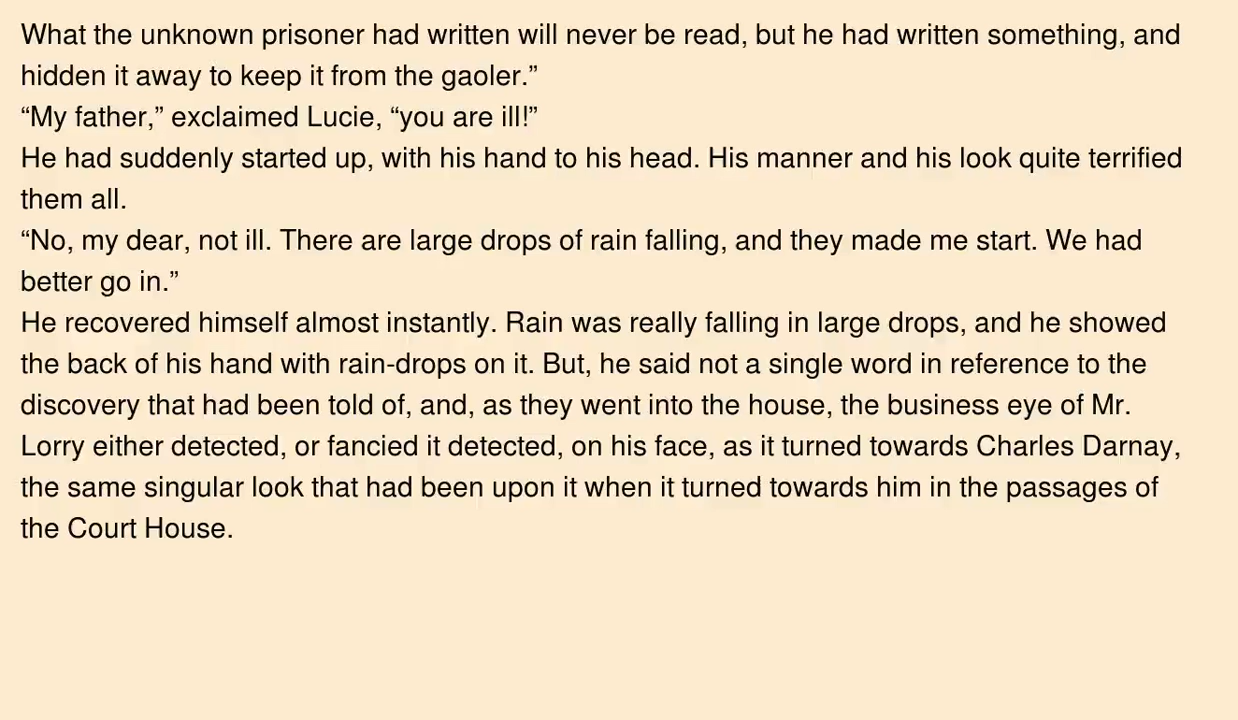 What the unknown prisoner had written will never be read, but he had written something, and
hidden it away to keep it from the gaoler.”
“My father,” exclaimed Lucie, “you are ill!”
He had suddenly started up, with his hand to his head. His manner and his look quite terrified
them all.
“No, my dear, not ill. There are large drops of rain falling, and they made me start. We had
better go in.”
He recovered himself almost instantly. Rain was really falling in large drops, and he showed
the back of his hand with rain-drops on it. But, he said not a single word in reference to the
discovery that had been told of, and, as they went into the house, the business eye of Mr.
Lorry either detected, or fancied it detected, on his face, as it turned towards Charles Darnay,
the same singular look that had been upon it when it turned towards him in the passages of
the Court House.